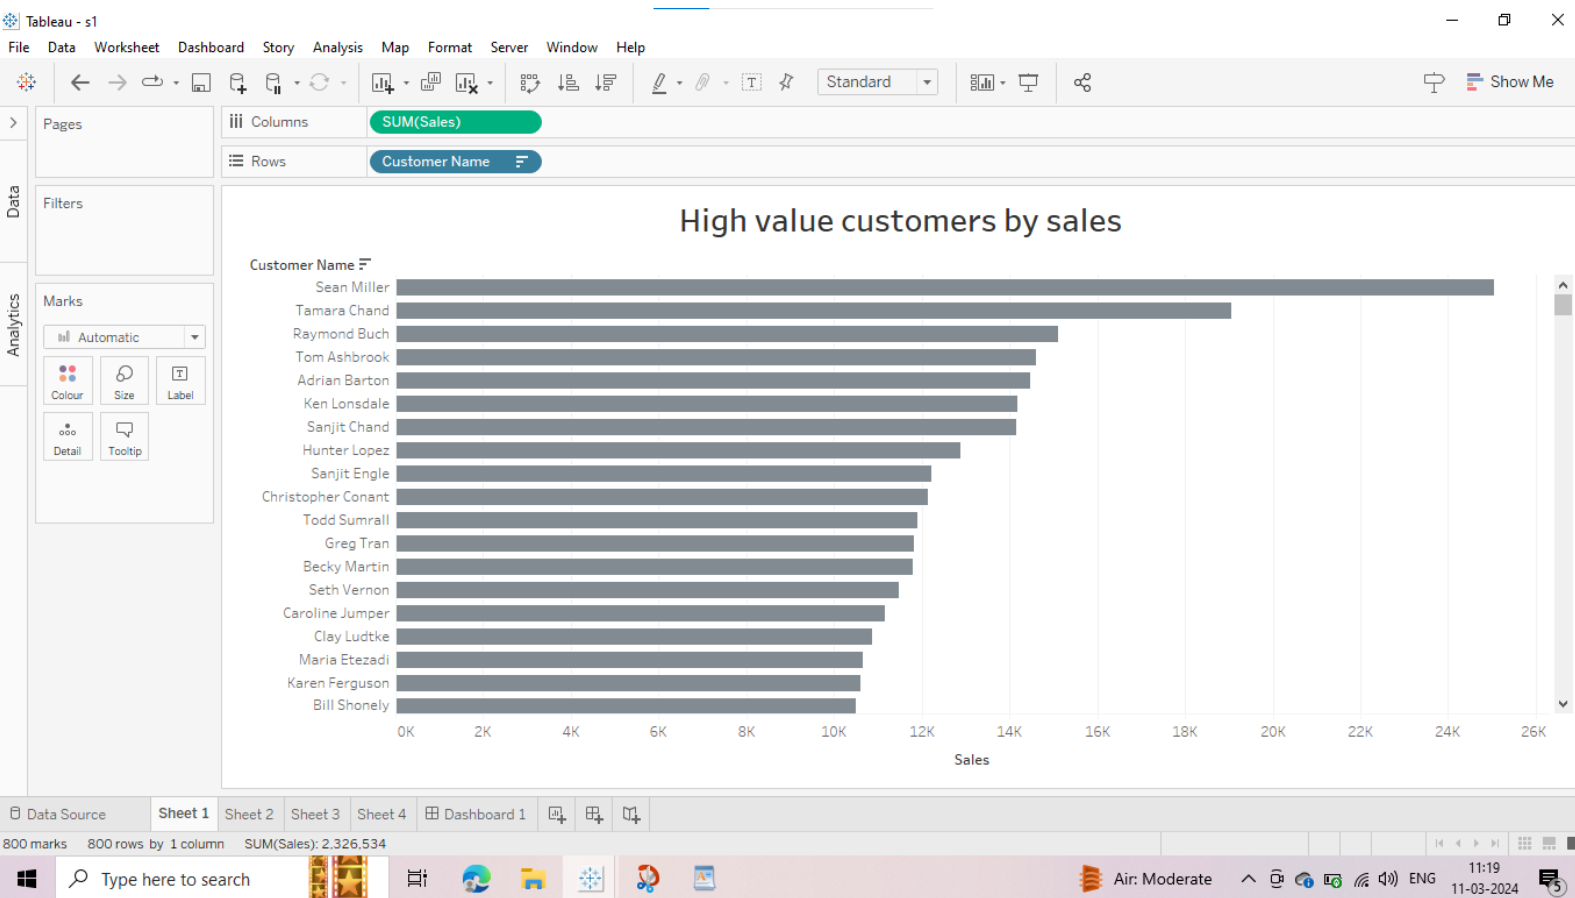 Tableau - s1
File Data Worksheet Dashboard Story Analysis Map Format Server Window Help
Standard
Show Me
Pages
Columns
SUM(Sales)
Rows
Customer Name
Data
Filters
High value customers by sales
Customer Name
Analytics
Marks
Automatic
Colour Size Label
Detail Tooltip
Sean Miller
Tamara Chand
Raymond Buch
Tom Ashbrook
Adrian Barton
Ken Lonsdale
Sanjit Chand
Hunter Lopez
Sanjit Engle
Christopher Conant
Todd Sumrall
Greg Tran
Becky Martin
Seth Vernon
Caroline Jumper
Clay Ludtke
Maria Etezadi
Karen Ferguson
Bill Shonely
0K 2K 4K 6K 8K 10K 12K 14K 16K 18K 20K 22K 24K 26K
Sales
Data Source Sheet 1 Sheet 2 Sheet 3 Sheet 4 Dashboard 1
800 marks 800 rows by 1 column SUM(Sales): 2,326,534
Type here to search
Air: Moderate
ENG
11:19
11-03-2024
5